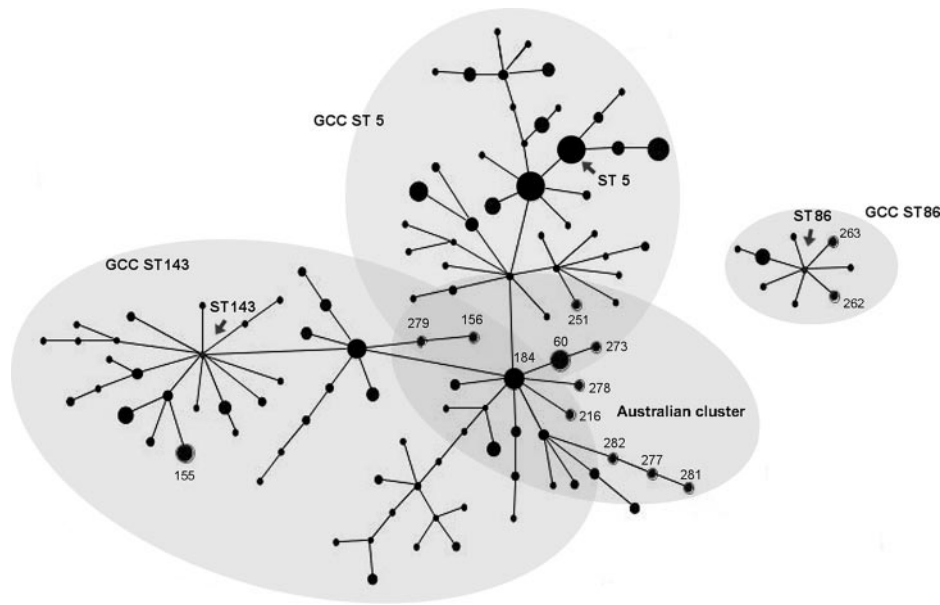 GCC ST 5
ST 5
GCC ST86
ST86
263
262
GCC ST143
ST143
251
279
156
60
273
184
278
216
Australian cluster
282
277
281
155